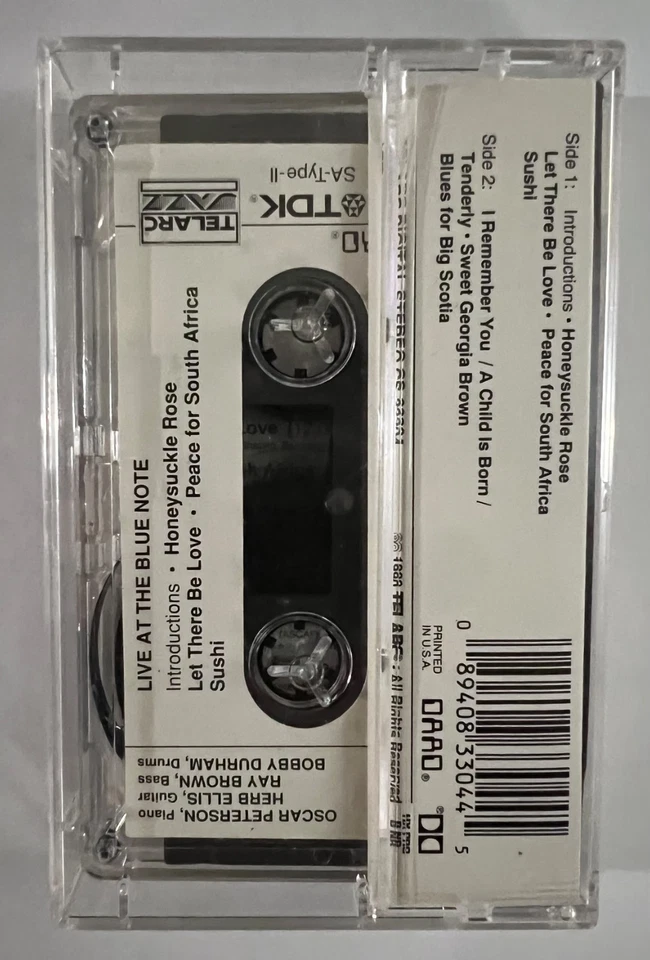 Side 1: Introductions • Honeysuckle Rose
Let There Be Love • Peace for South Africa
Sushi
Side 2: I Remember You / A Child Is Born /
Tenderly • Sweet Georgia Brown
Blues for Big Scotia
0 89408 33044 5
PRINTED
IN U.S.A.
DIGITAL STEREO
TELARC
All Rights Reserved
TELARC
JAZZ
TDK®
SA-Type-II
LIVE AT THE BLUE NOTE
Introductions • Honeysuckle Rose
Let There Be Love • Peace for South Africa
Sushi
OSCAR PETERSON, Piano
HERB ELLIS, Guitar
RAY BROWN, Bass
BOBBY DURHAM, Drums